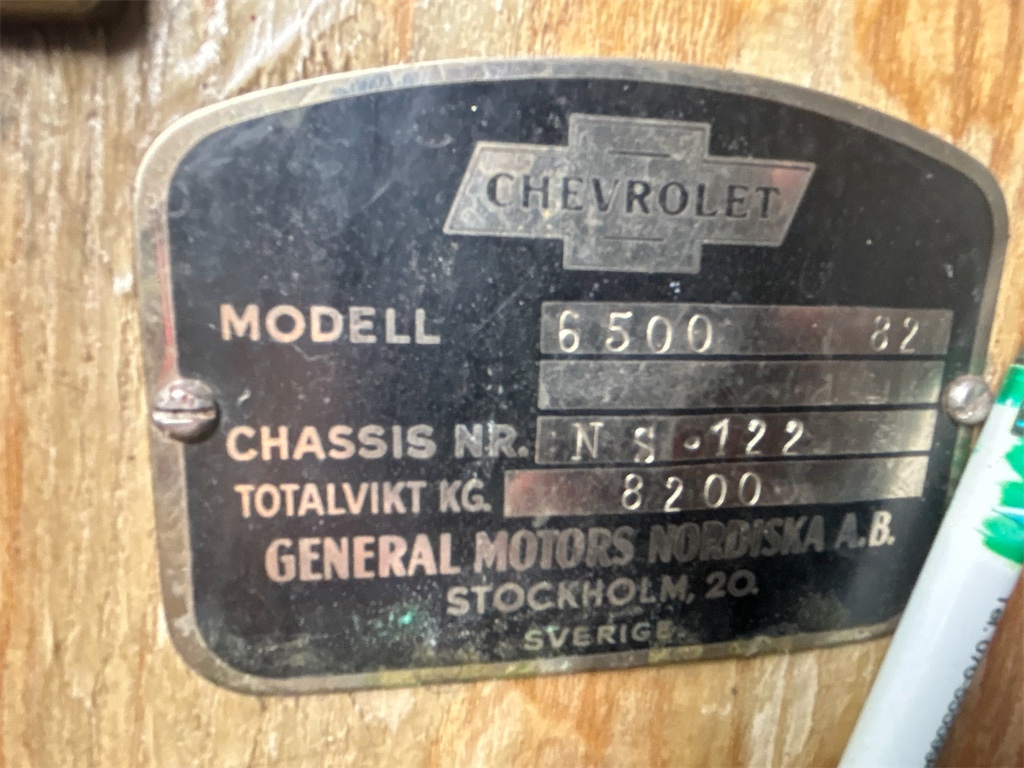 CHEVROLET
MODELL 6500 82
CHASSIS NR. NS-122
TOTALVIKT KG. 8200
GENERAL MOTORS NORDISKA A.B.
STOCKHOLM, 20.
SVERIGE.